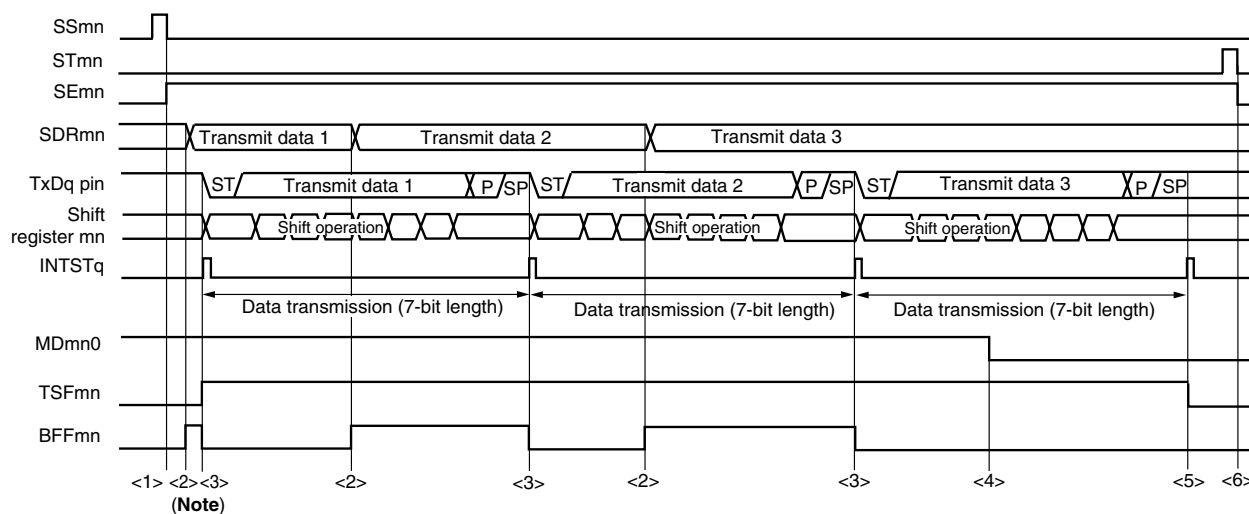 SSmn
STmn
SEmn
SDRmn Transmit data 1 Transmit data 2 Transmit data 3
TxDq pin ST Transmit data 1 P SP ST Transmit data 2 P SP ST Transmit data 3 P SP
Shift
register mn Shift operation Shift operation Shift operation
INTSTq
Data transmission (7-bit length) Data transmission (7-bit length) Data transmission (7-bit length)
MDmn0
TSFmn
BFFmn
<1> <2> <3> <2> <3> <2> <3> <4> <5> <6>
(Note)